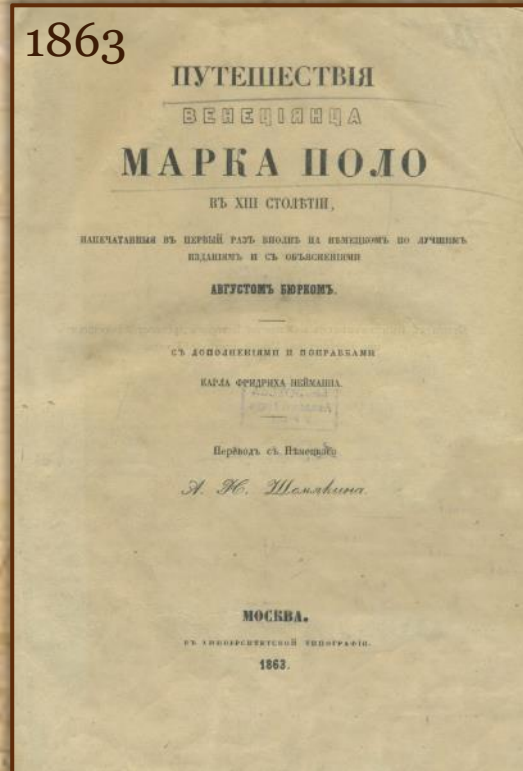 1863
ПУТЕШЕСТВІЯ
ВЕНЕЦІЯНЦА
МАРКА ПОЛО
ВЪ XIII СТОЛѢТІИ,
НАПЕЧАТАННЫЯ ВЪ ПЕРВЫЙ РАЗЪ ВПОЛНѢ НА НѢМЕЦКОМЪ ПО ЛУЧШИМЪ
ИЗДАНІЯМЪ И СЪ ОБЪЯСНЕНІЯМИ
АВГУСТОМЪ БЮРКОМЪ.
СЪ ДОПОЛНЕНІЯМИ И ПОПРАВКАМИ
КАРЛА ФРИДРИХА НЕЙМАННА.
Переводъ съ Нѣмецкаго
А. Н. Шемякина.
МОСКВА.
ВЪ УНИВЕРСИТЕТСКОЙ ТИПОГРАФІИ.
1863.